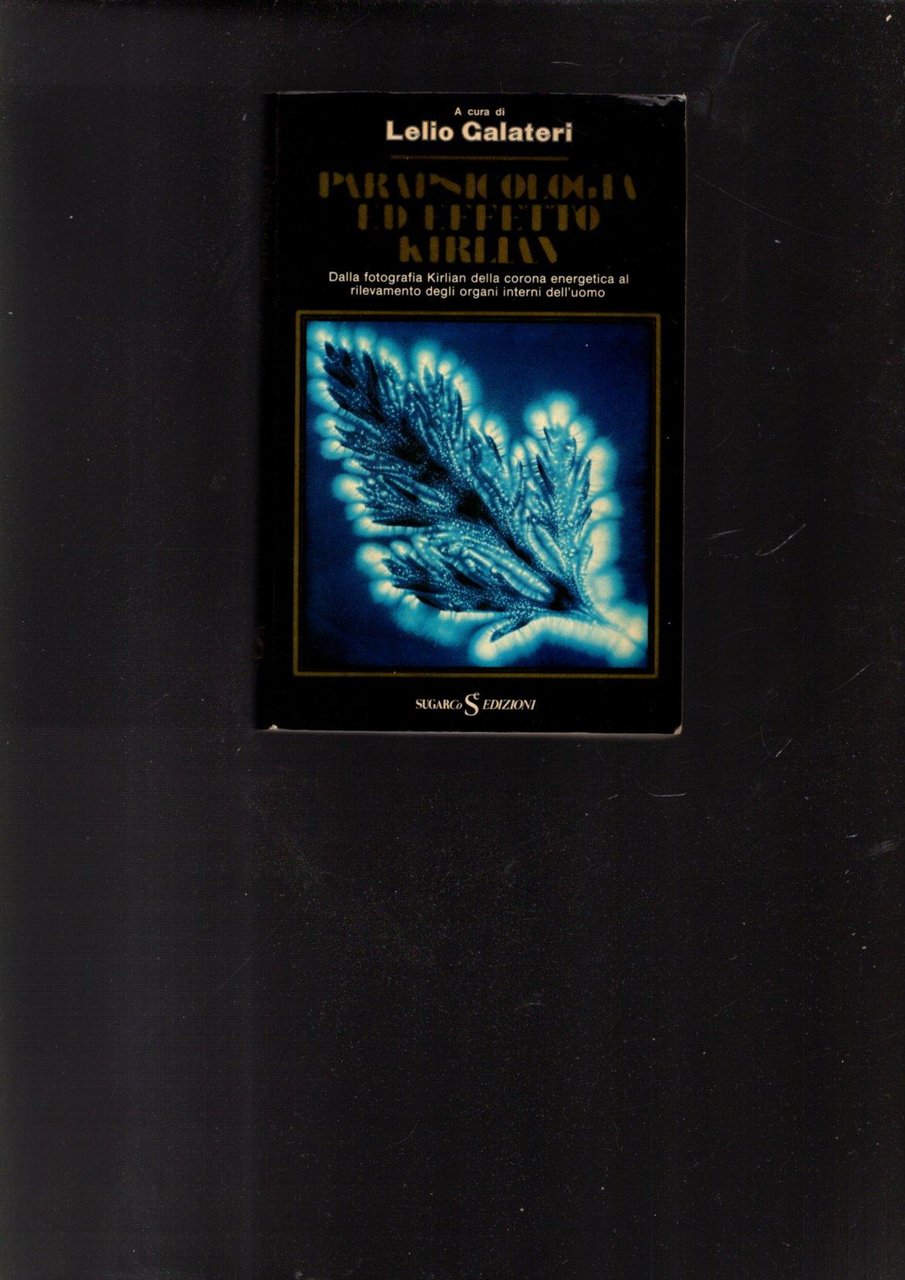 A cura di
Lelio Galateri
PARAPSICOLOGIA
ED EFFETTO
KIRLIAN
Dalla fotografia Kirlian della corona energetica al
rilevamento degli organi interni dell'uomo
SUGARCo Se EDIZIONI